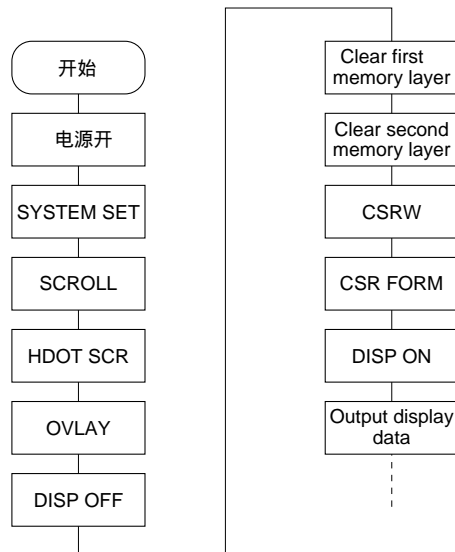 开始
电源开
SYSTEM SET
SCROLL
HDOT SCR
OVLAY
DISP OFF
Clear first
memory layer
Clear second
memory layer
CSRW
CSR FORM
DISP ON
Output display
data